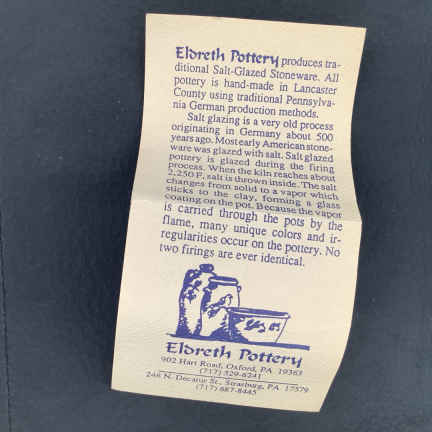 Eldreth Pottery produces tra-
ditional Salt-Glazed Stoneware. All
pottery is hand-made in Lancaster
County using traditional Pennsylva-
nia German production methods.
Salt glazing is a very old process
originating in Germany about 500
years ago. Most early American stone-
ware was glazed with salt. Salt glazed
pottery is glazed during the firing
process. When the kiln reaches about
2,250 F, salt is thrown inside. The salt
changes from solid to a vapor which
sticks to the clay, forming a glass
coating on the pot. Because the vapor
is carried through the pots by the
flame, many unique colors and ir-
regularities occur on the pottery. No
two firings are ever identical.
Eldreth Pottery
902 Hart Road, Oxford, PA 19363
(717) 529-6241
246 N. Decatur St., Strasburg, PA 17579
(717) 687-8445